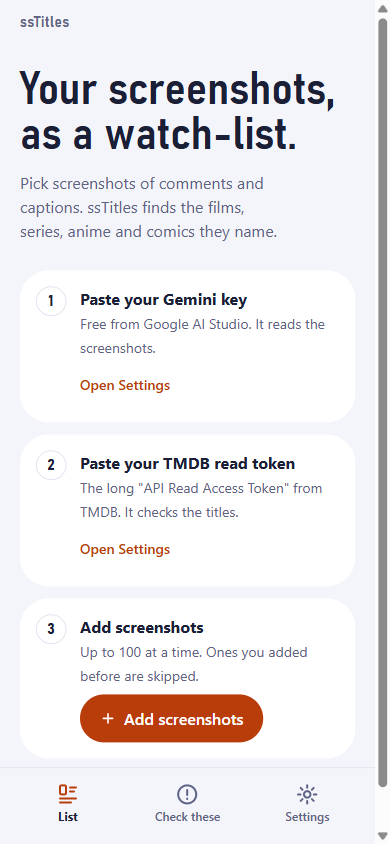 ssTitles
Your screenshots,
as a watch-list.
Pick screenshots of comments and
captions. ssTitles finds the films,
series, anime and comics they name.
1
Paste your Gemini key
Free from Google AI Studio. It reads the
screenshots.
Open Settings
2
Paste your TMDB read token
The long "API Read Access Token" from
TMDB. It checks the titles.
Open Settings
3
Add screenshots
Up to 100 at a time. Ones you added
before are skipped.
+ Add screenshots
List
Check these
Settings